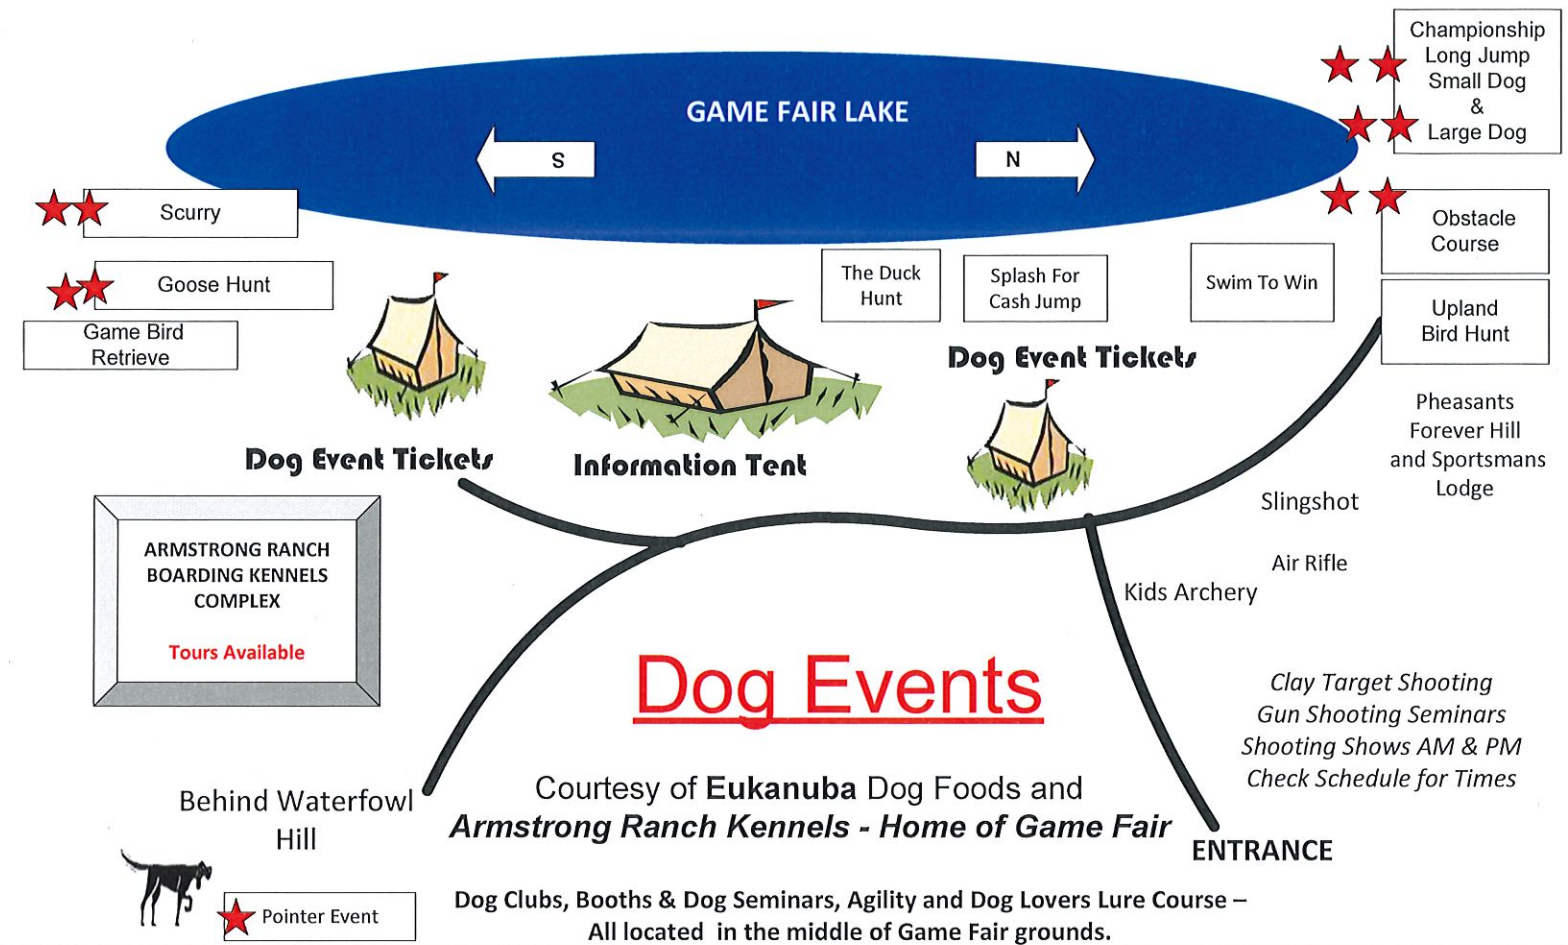 Championship
Long Jump
Small Dog
&
Large Dog
GAME FAIR LAKE
S
N
Scurry
Obstacle
Course
Goose Hunt
The Duck
Hunt
Splash For
Cash Jump
Swim To Win
Game Bird
Retrieve
Upland
Bird Hunt
Dog Event Tickets
Pheasants
Forever Hill
and Sportsmans
Lodge
Dog Event Tickets
Information Tent
Slingshot
Air Rifle
Kids Archery
ARMSTRONG RANCH
BOARDING KENNELS
COMPLEX
Tours Available
Dog Events
Clay Target Shooting
Gun Shooting Seminars
Shooting Shows AM & PM
Check Schedule for Times
Courtesy of Eukanuba Dog Foods and
Armstrong Ranch Kennels - Home of Game Fair
Behind Waterfowl
Hill
ENTRANCE
Pointer Event
Dog Clubs, Booths & Dog Seminars, Agility and Dog Lovers Lure Course –
All located in the middle of Game Fair grounds.